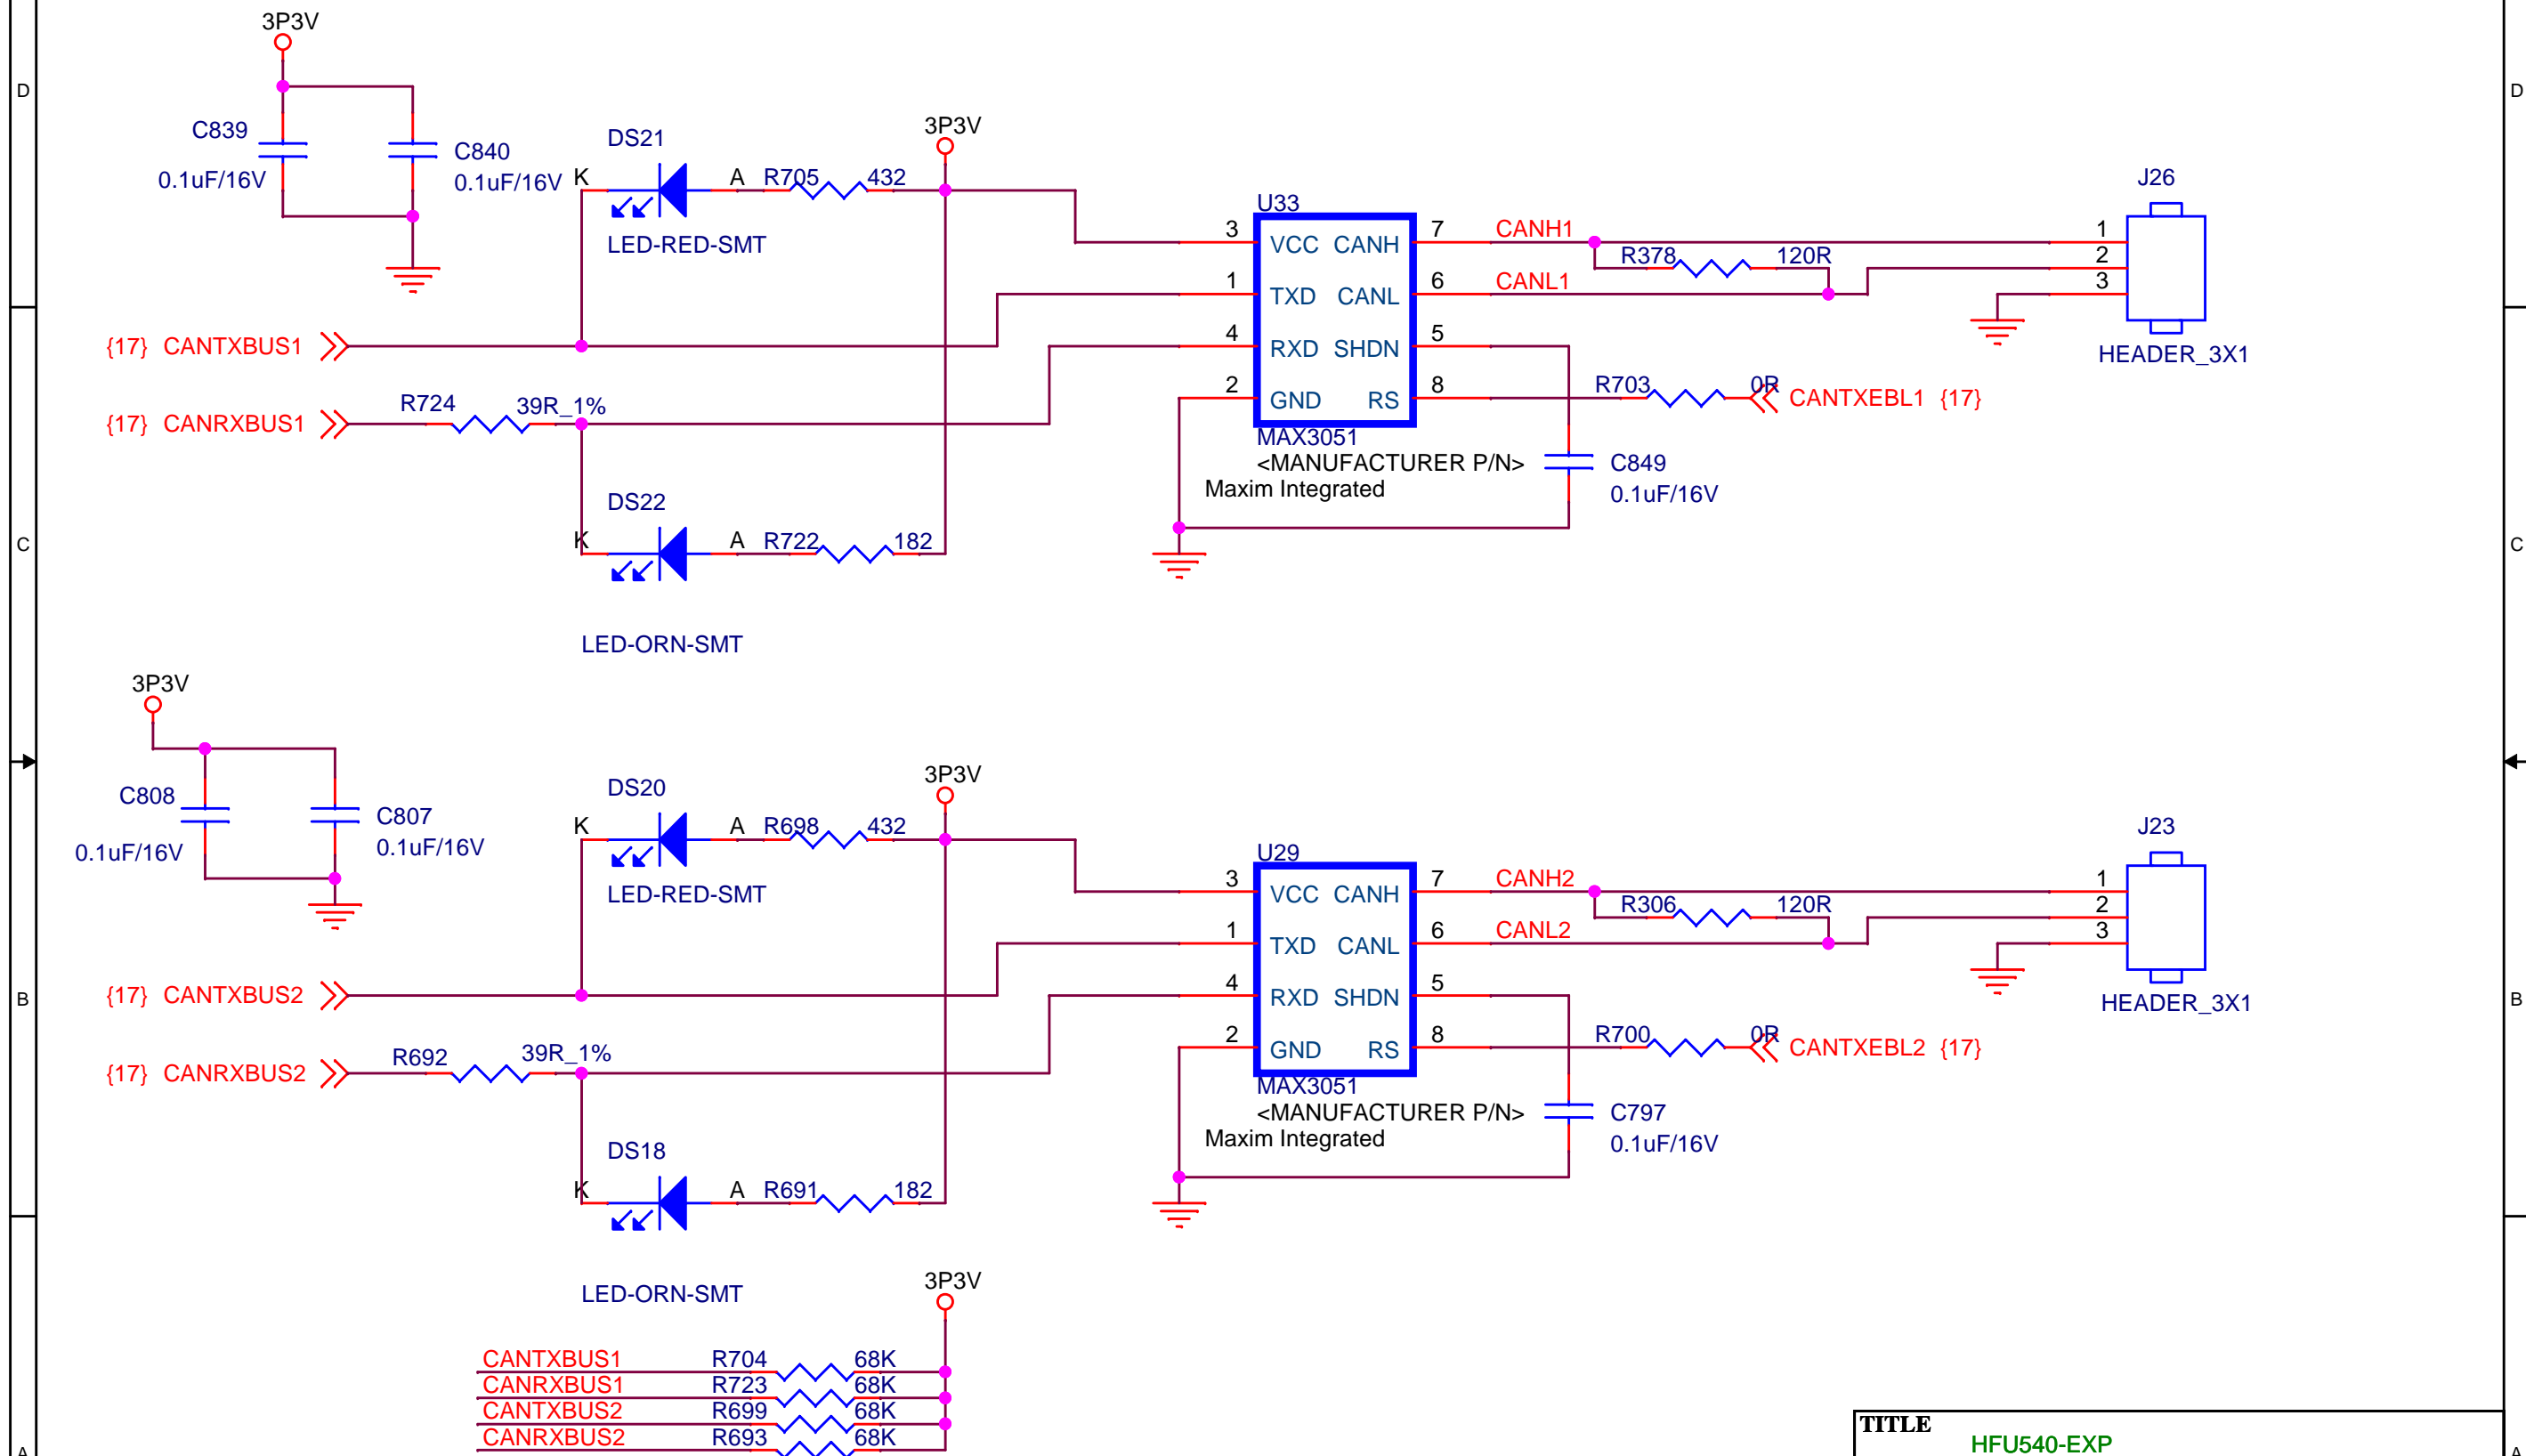 3P3V
D
D
C839
0.1uF/16V
C840
0.1uF/16V
DS21
K
A
R705
432
LED-RED-SMT
3P3V
U33
3
VCC
CANH
7
CANH1
1
TXD
CANL
6
CANL1
4
RXD
SHDN
5
2
GND
RS
8
MAX3051
<MANUFACTURER P/N>
Maxim Integrated
R378
120R
J26
1
2
3
HEADER_3X1
R703
0R
CANTXEBL1 {17}
C849
0.1uF/16V
{17} CANTXBUS1
{17} CANRXBUS1
R724
39R_1%
DS22
K
A
R722
182
LED-ORN-SMT
C
C
3P3V
C808
0.1uF/16V
C807
0.1uF/16V
DS20
K
A
R698
432
LED-RED-SMT
3P3V
U29
3
VCC
CANH
7
CANH2
1
TXD
CANL
6
CANL2
4
RXD
SHDN
5
2
GND
RS
8
MAX3051
<MANUFACTURER P/N>
Maxim Integrated
R306
120R
J23
1
2
3
HEADER_3X1
R700
0R
CANTXEBL2 {17}
C797
0.1uF/16V
B
B
{17} CANTXBUS2
{17} CANRXBUS2
R692
39R_1%
DS18
K
A
R691
182
LED-ORN-SMT
3P3V
CANTXBUS1
R704
68K
CANRXBUS1
R723
68K
CANTXBUS2
R699
68K
CANRXBUS2
R693
68K
TITLE
HFU540-EXP
A
A